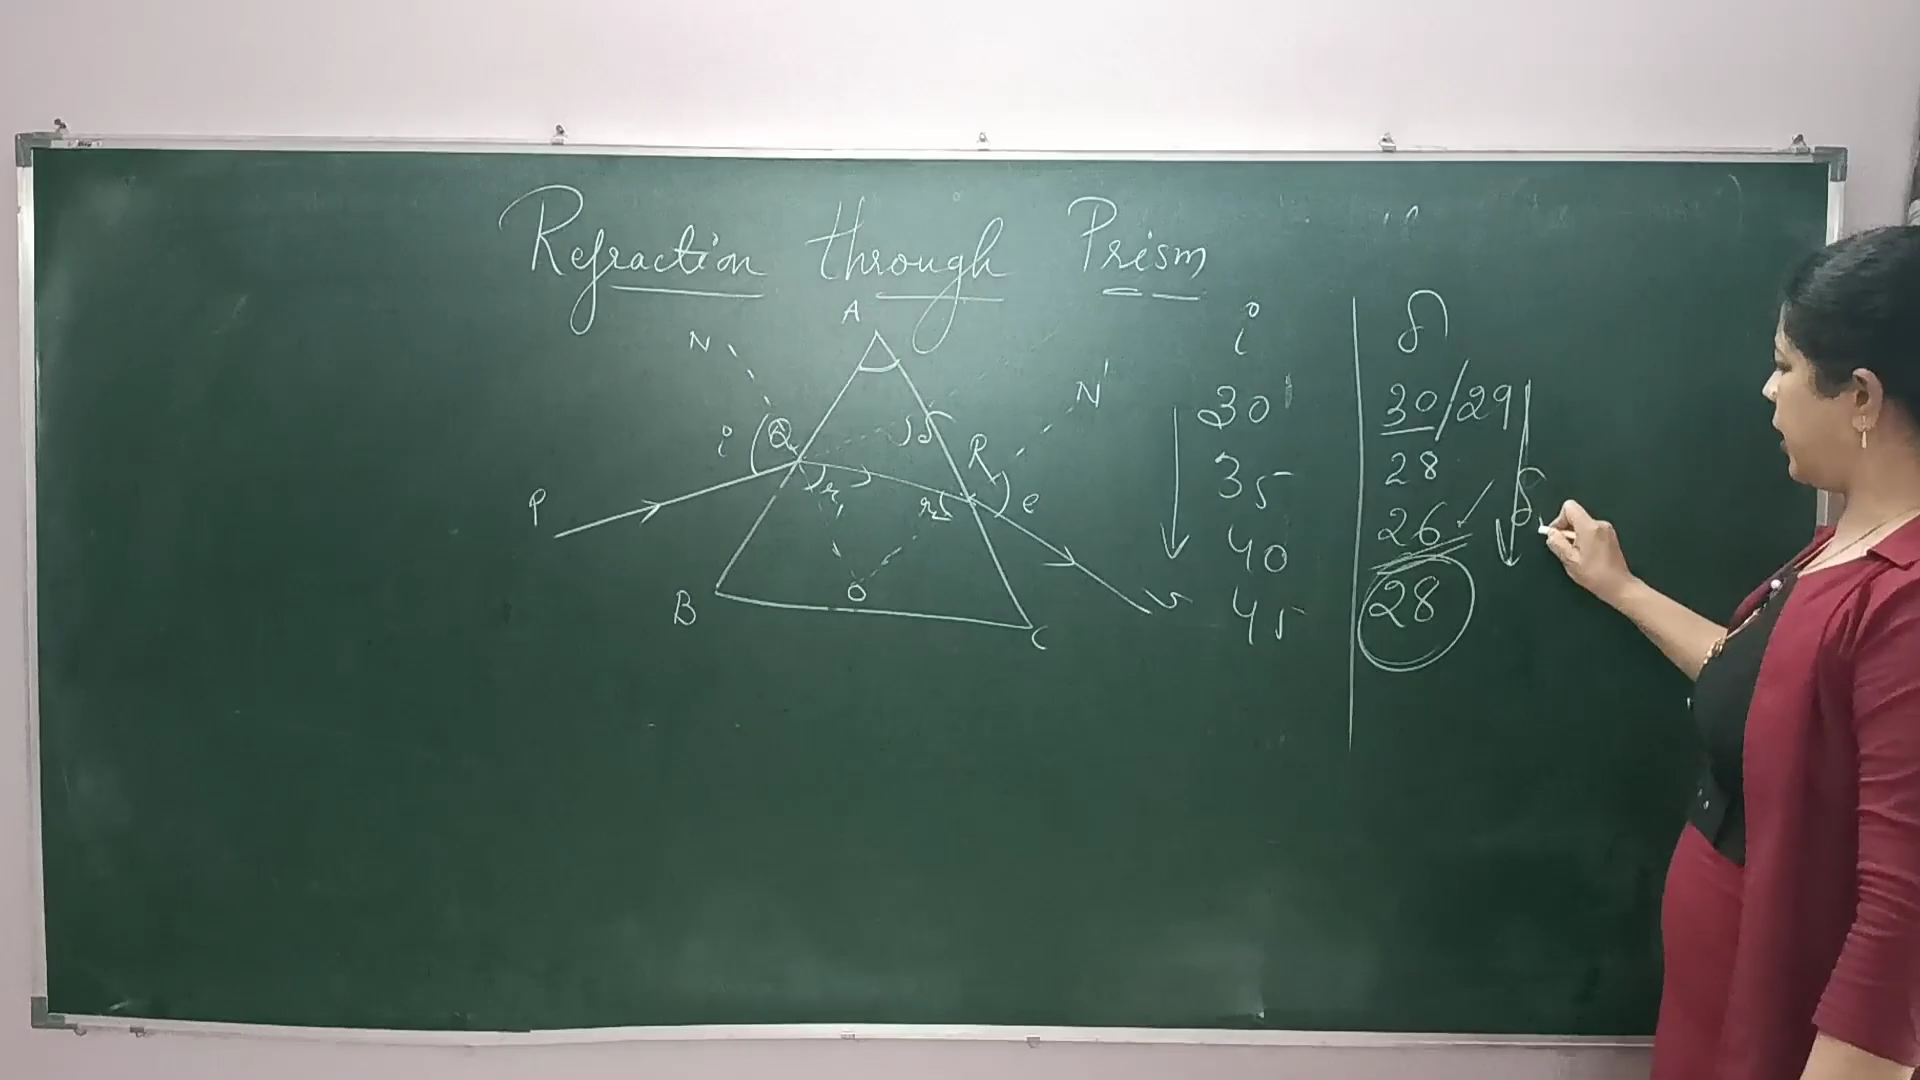 Refraction through Prism
A
N
N'
i
Q
δ
R
P
r₁
r₂
e
B
O
C
i δ
30 30/29
35 28
40 26 ✓
45 28
δ